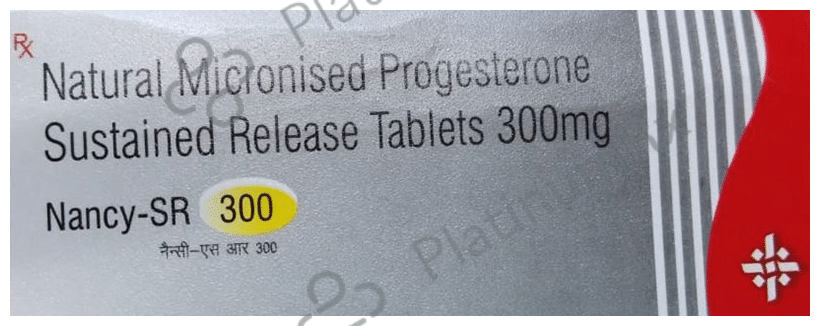 Rx
Natural Micronised Progesterone
Sustained Release Tablets 300mg
Nancy-SR 300
नैन्सी-एस आर 300